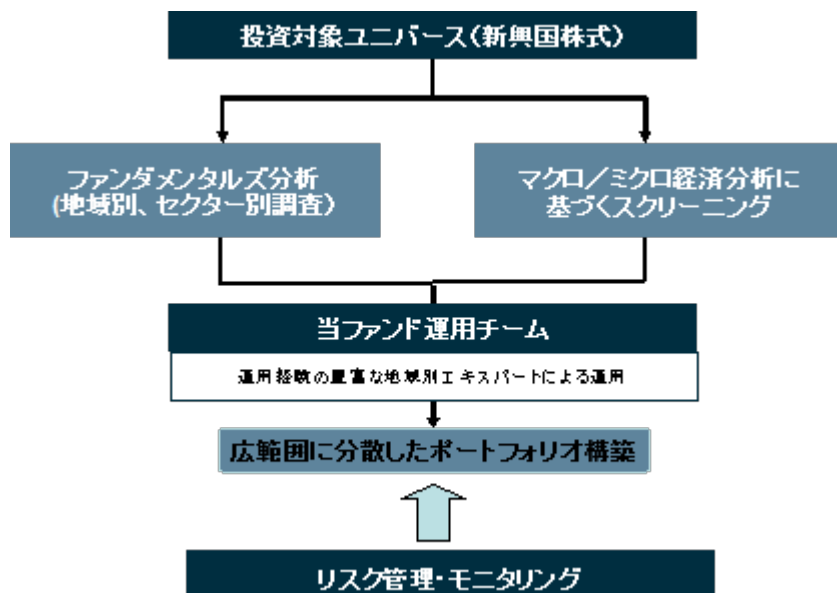 投資対象ユニバース(新興国株式)
ファンダメンタルズ分析
(地域別、セクター別調査)
マクロ/ミクロ経済分析に
基づくスクリーニング
当ファンド運用チーム
運用経験の豊富な地域別エキスパートによる運用
広範囲に分散したポートフォリオ構築
リスク管理・モニタリング